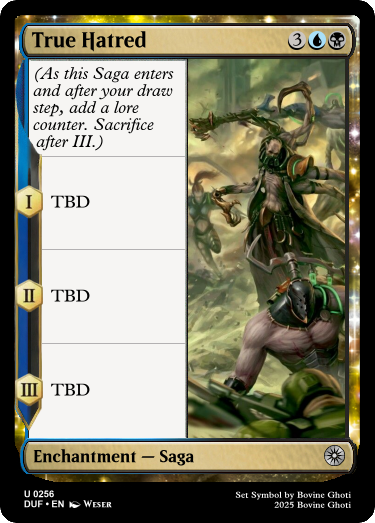 True Hatred 3
(As this Saga enters
and after your draw
step, add a lore
counter. Sacrifice
after III.)
I TBD
II TBD
III TBD
Enchantment — Saga
U 0256
DUF • EN Weser
Set Symbol by Bovine Ghoti
2025 Bovine Ghoti